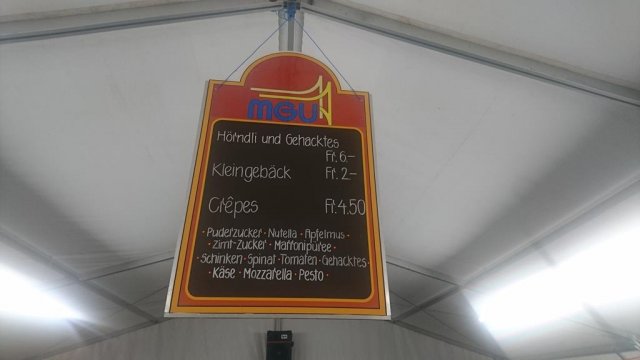 MGU
Hörndli und Gehacktes
Fr. 6.-
Kleingebäck Fr. 2.-
Crêpes Fr. 4.50
• Puderzucker • Nutella • Apfelmus •
• Zimt-Zucker • Marronipüree •
• Schinken • Spinat • Tomaten • Gehacktes •
• Käse • Mozzarella • Pesto •